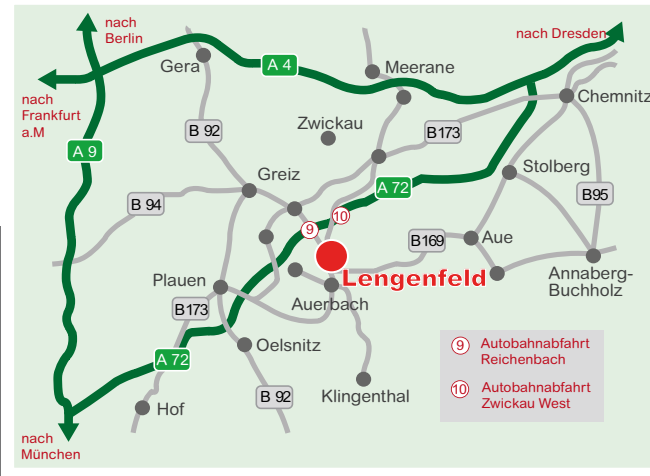 nach
Berlin
nach Dresden
Gera
A 4
Meerane
nach
Frankfurt
a.M
Chemnitz
Zwickau
B 92
B173
A 9
Greiz
A 72
Stolberg
B95
B 94
9
10
B169
Aue
Lengenfeld
Annaberg-
Buchholz
Plauen
Auerbach
B173
Oelsnitz
A 72
9 Autobahnabfahrt
Reichenbach
10 Autobahnabfahrt
Zwickau West
Klingenthal
B 92
Hof
nach
München